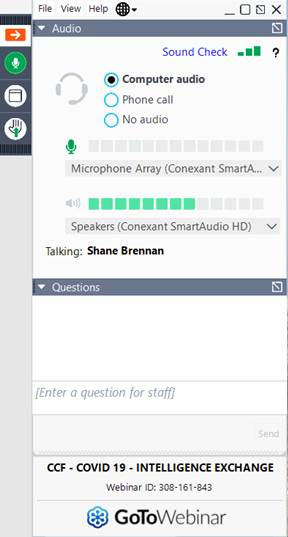 File View Help
Audio
Sound Check ?
Computer audio
Phone call
No audio
Microphone Array (Conexant SmartA...
Speakers (Conexant SmartAudio HD)
Talking: Shane Brennan
Questions
[Enter a question for staff]
Send
CCF - COVID 19 - INTELLIGENCE EXCHANGE
Webinar ID: 308-161-843
GoToWebinar